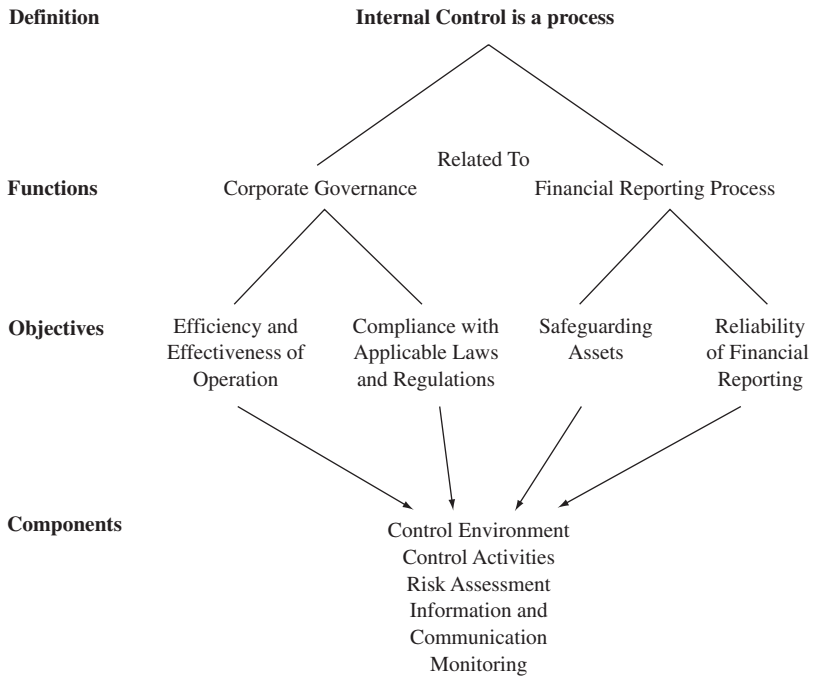 Definition
Internal Control is a process
Related To
Functions
Corporate Governance
Financial Reporting Process
Objectives
Efficiency and
Effectiveness of
Operation
Compliance with
Applicable Laws
and Regulations
Safeguarding
Assets
Reliability
of Financial
Reporting
Components
Control Environment
Control Activities
Risk Assessment
Information and
Communication
Monitoring